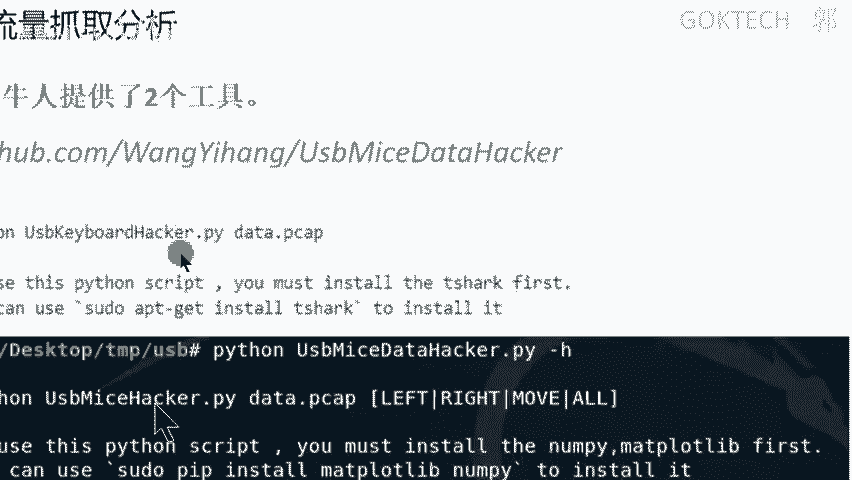 流量抓取分析
GOKTECH 郭
牛人提供了2个工具。
hub.com/WangYihang/UsbMiceDataHacker
on UsbKeyboardHacker.py data.pcap
se this python script , you must install the tshark first.
can use `sudo apt-get install tshark` to install it
/Desktop/tmp/usb# python UsbMiceDataHacker.py -h
hon UsbMiceHacker.py data.pcap [LEFT|RIGHT|MOVE|ALL]
use this python script , you must install the numpy,matplotlib first.
can use `sudo pip install matplotlib numpy` to install it